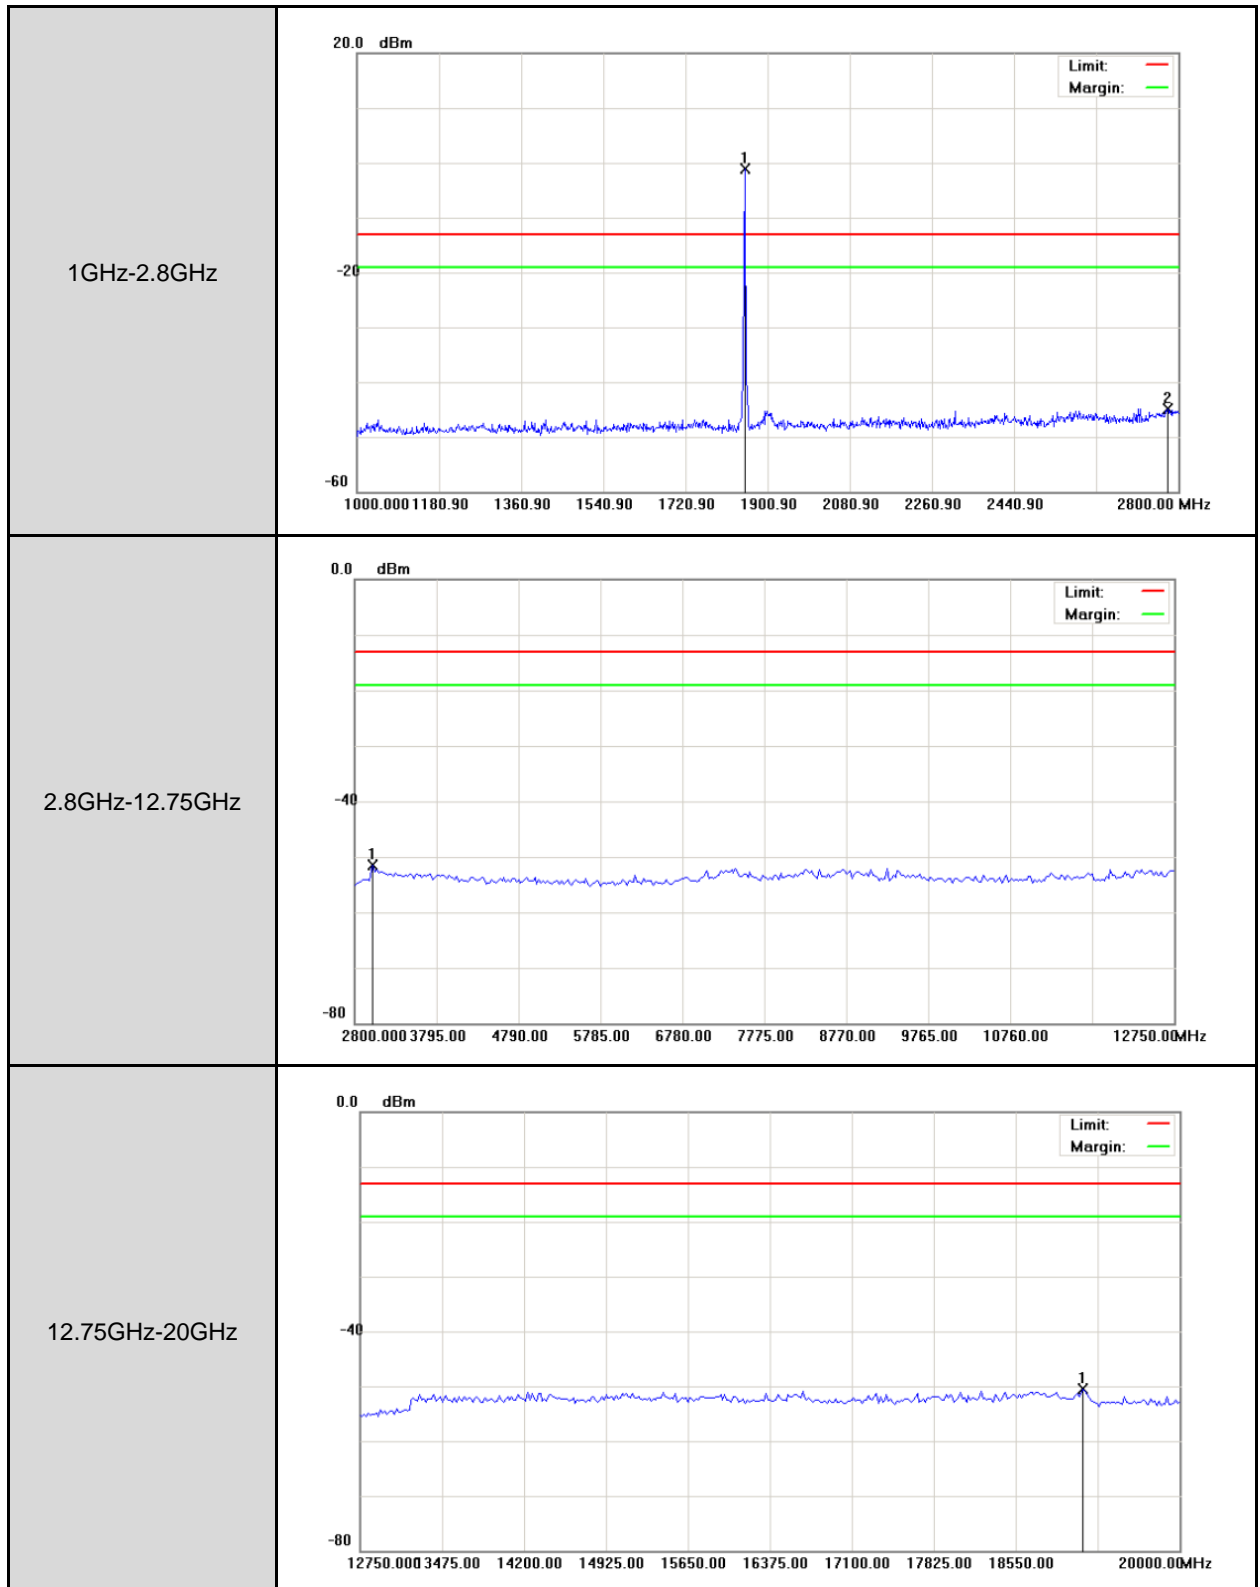 1GHz-2.8GHz
20.0 dBm
Limit:
Margin:
1
-20
2
-60
1000.000 1180.90 1360.90 1540.90 1720.90 1900.90 2080.90 2260.90 2440.90 2800.00 MHz
2.8GHz-12.75GHz
0.0 dBm
Limit:
Margin:
-40
1
-80
2800.000 3795.00 4790.00 5785.00 6780.00 7775.00 8770.00 9765.00 10760.00 12750.00MHz
12.75GHz-20GHz
0.0 dBm
Limit:
Margin:
-40
1
-80
12750.000 13475.00 14200.00 14925.00 15650.00 16375.00 17100.00 17825.00 18550.00 20000.00MHz